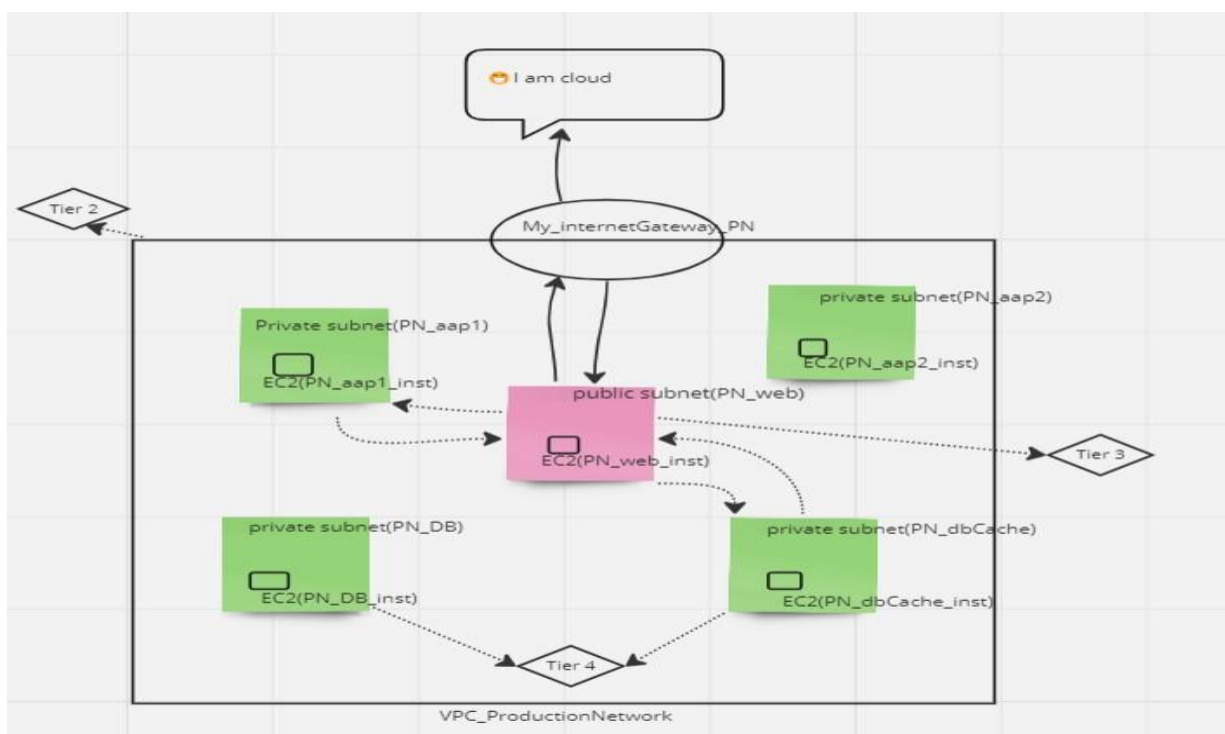 😁I am cloud
Tier 2
My_internetGateway_PN
private subnet(PN_aap2)
EC2(PN_aap2_inst)
Private subnet(PN_aap1)
EC2(PN_aap1_inst)
public subnet(PN_web)
EC2(PN_web_inst)
Tier 3
private subnet(PN_DB)
EC2(PN_DB_inst)
private subnet(PN_dbCache)
EC2(PN_dbCache_inst)
Tier 4
VPC_ProductionNetwork